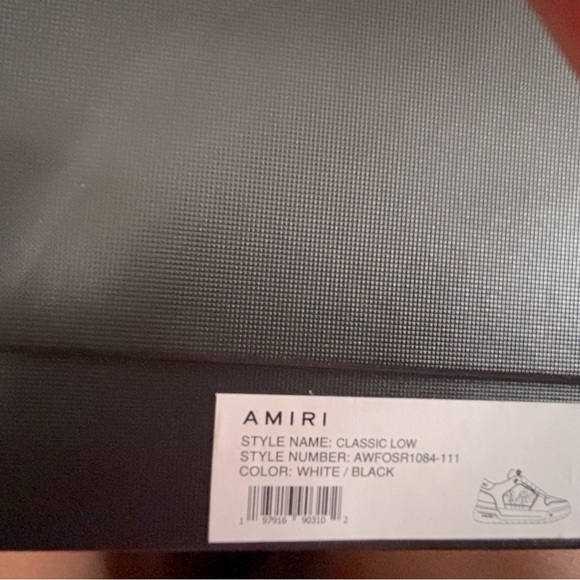 AMIRI
STYLE NAME: CLASSIC LOW
STYLE NUMBER: AWFOSR1084-111
COLOR: WHITE / BLACK
1 97916 90310 2